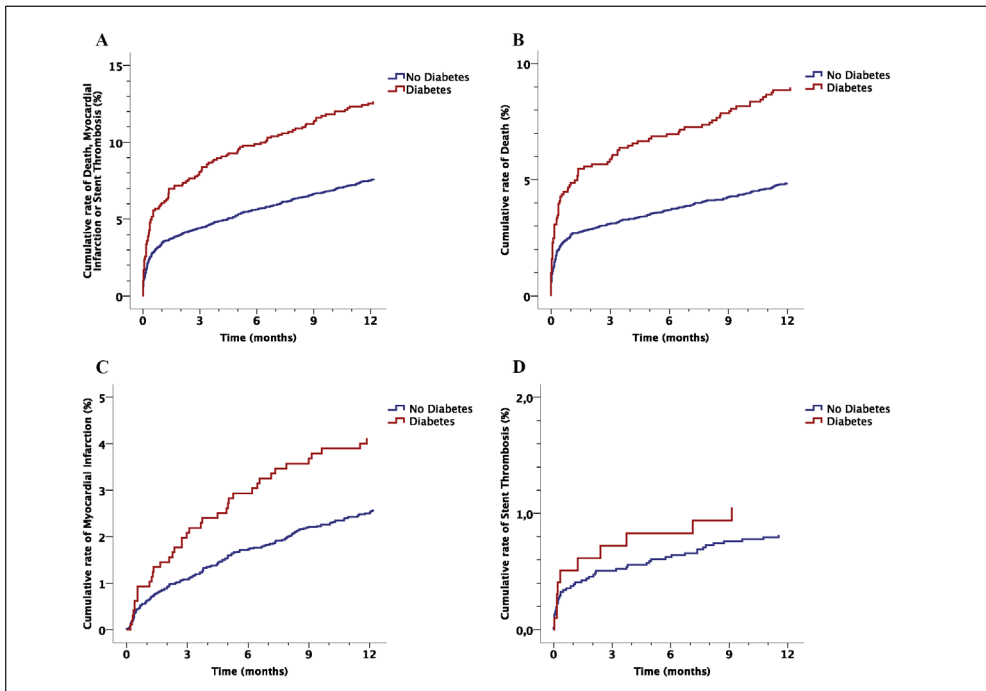 A
Cumulative rate of Death, Myocardial
Infarction or Stent Thrombosis (%)
15
10
5
0
0 3 6 9 12
Time (months)
No Diabetes
Diabetes
B
Cumulative rate of Death (%)
10
5
0
0 3 6 9 12
Time (months)
No Diabetes
Diabetes
C
Cumulative rate of Myocardial Infarction (%)
5
4
3
2
1
0
0 3 6 9 12
Time (months)
No Diabetes
Diabetes
D
Cumulative rate of Stent Thrombosis (%)
2,0
1,0
0,0
0 3 6 9 12
Time (months)
No Diabetes
Diabetes